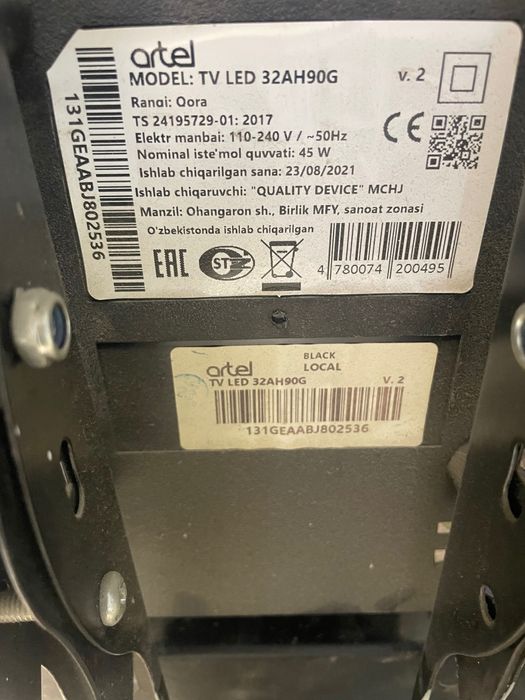 artel
MODEL: TV LED 32AH90G V. 2
Rangi: Qora
TS 24195729-01: 2017
Elektr manbai: 110-240 V / ~50Hz
Nominal iste'mol quvvati: 45 W
Ishlab chiqarilgan sana: 23/08/2021
Ishlab chiqaruvchi: "QUALITY DEVICE" MCHJ
Manzil: Ohangaron sh., Birlik MFY, sanoat zonasi
O'zbekistonda ishlab chiqarilgan
CE
EAC ST
4 780074 200495
131GEAABJ802536
artel BLACK
LOCAL
TV LED 32AH90G V. 2
131GEAABJ802536